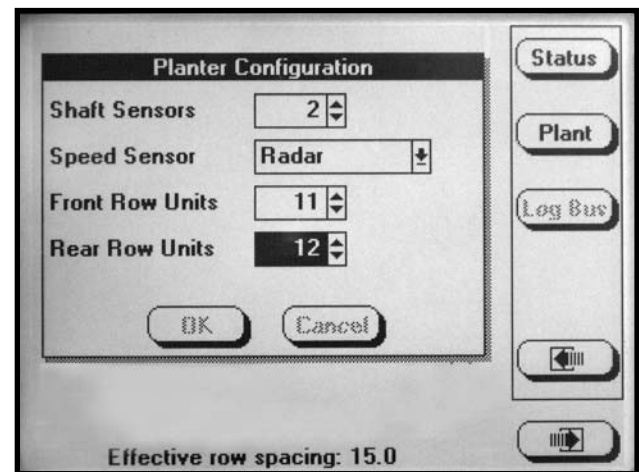 Planter Configuration
Shaft Sensors 2
Speed Sensor Radar
Front Row Units 11
Rear Row Units 12
OK Cancel
Effective row spacing: 15.0
Status
Plant
Log Bus